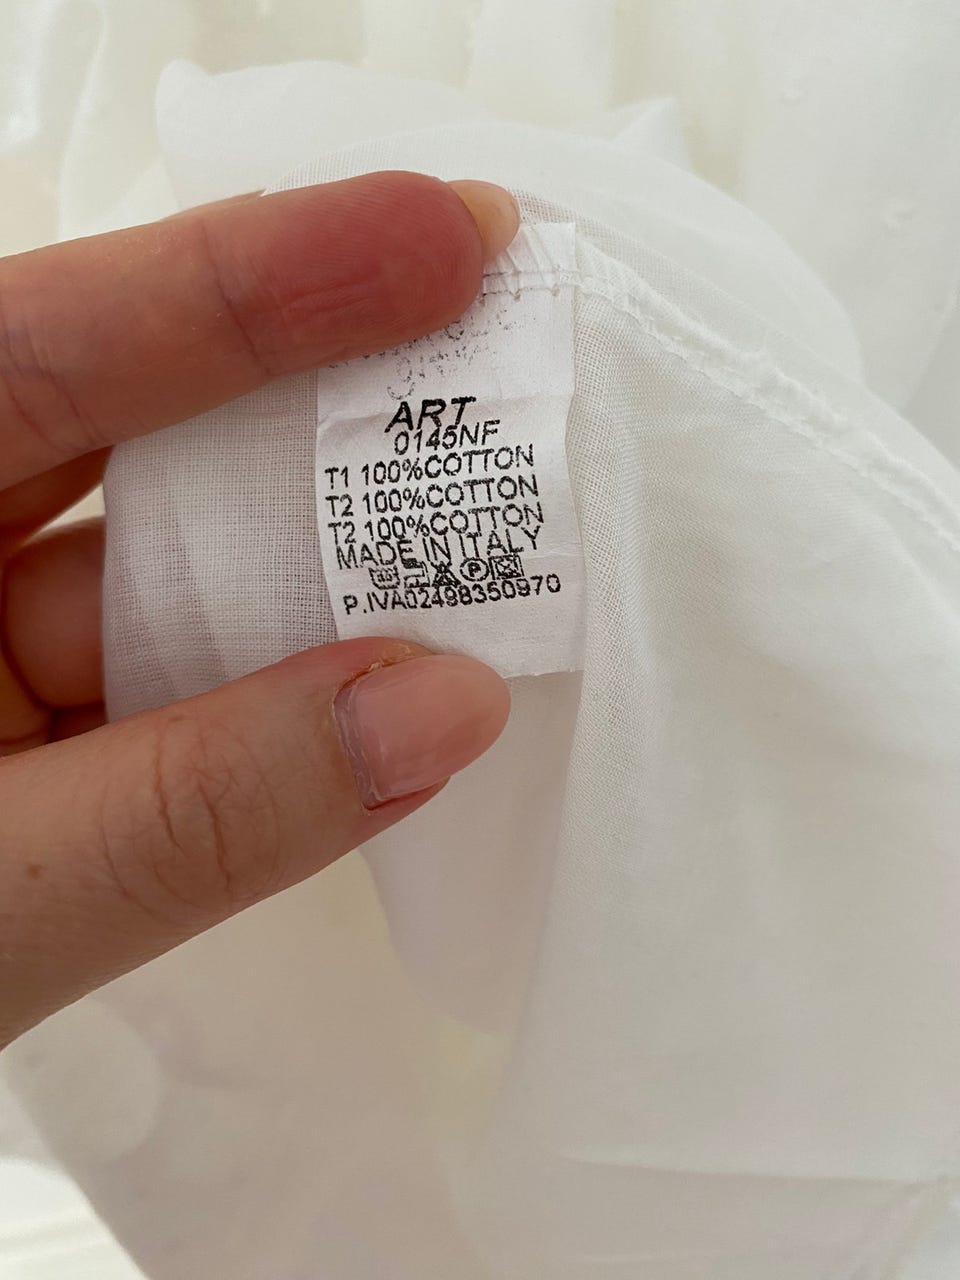 ART
0145NF
T1 100%COTTON
T2 100%COTTON
T2 100%COTTON
MADE IN ITALY
P.IVA02498350970